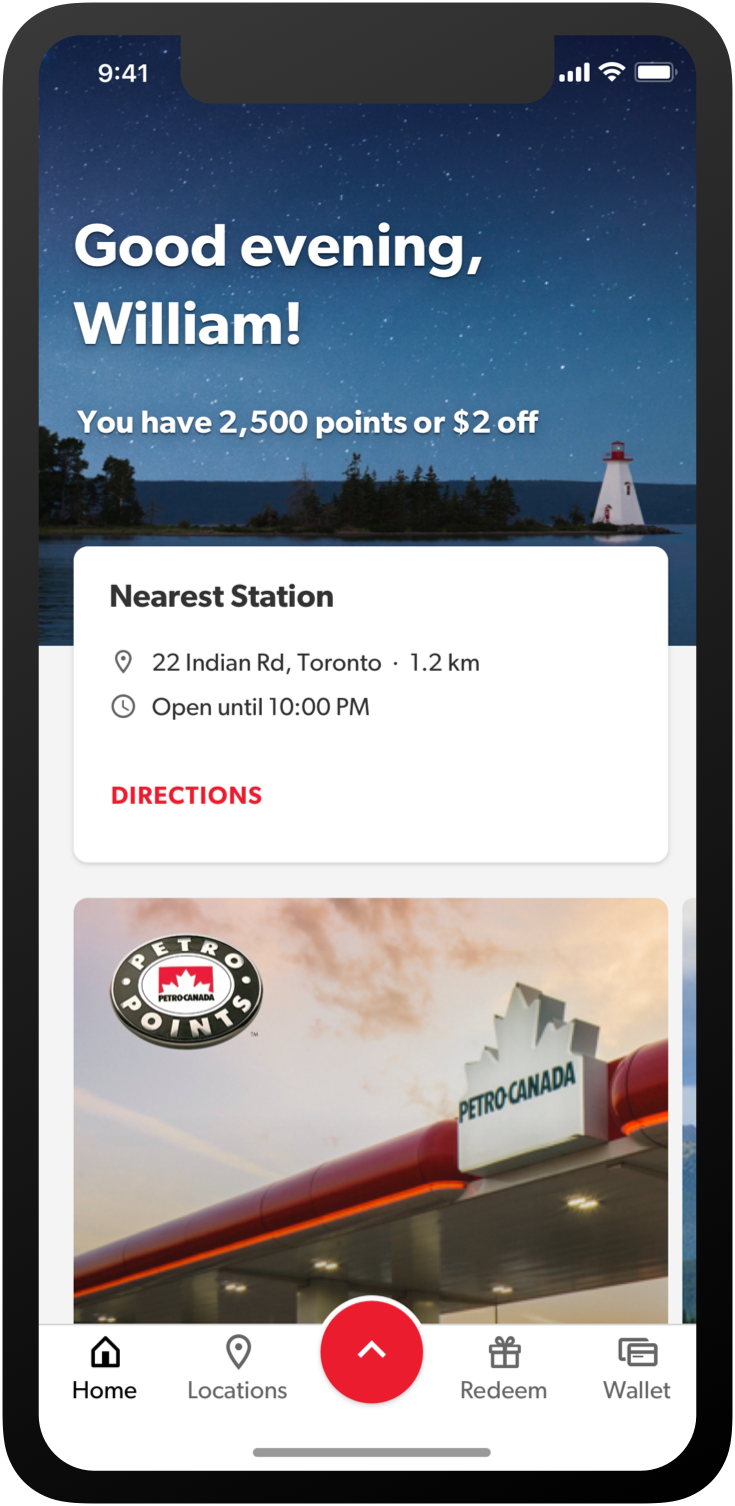 9:41
Good evening,
William!
You have 2,500 points or $2 off
Nearest Station
22 Indian Rd, Toronto · 1.2 km
Open until 10:00 PM
DIRECTIONS
PETRO
PETRO-CANADA
POINTS
TM
PETRO-CANADA
Home
Locations
Redeem
Wallet